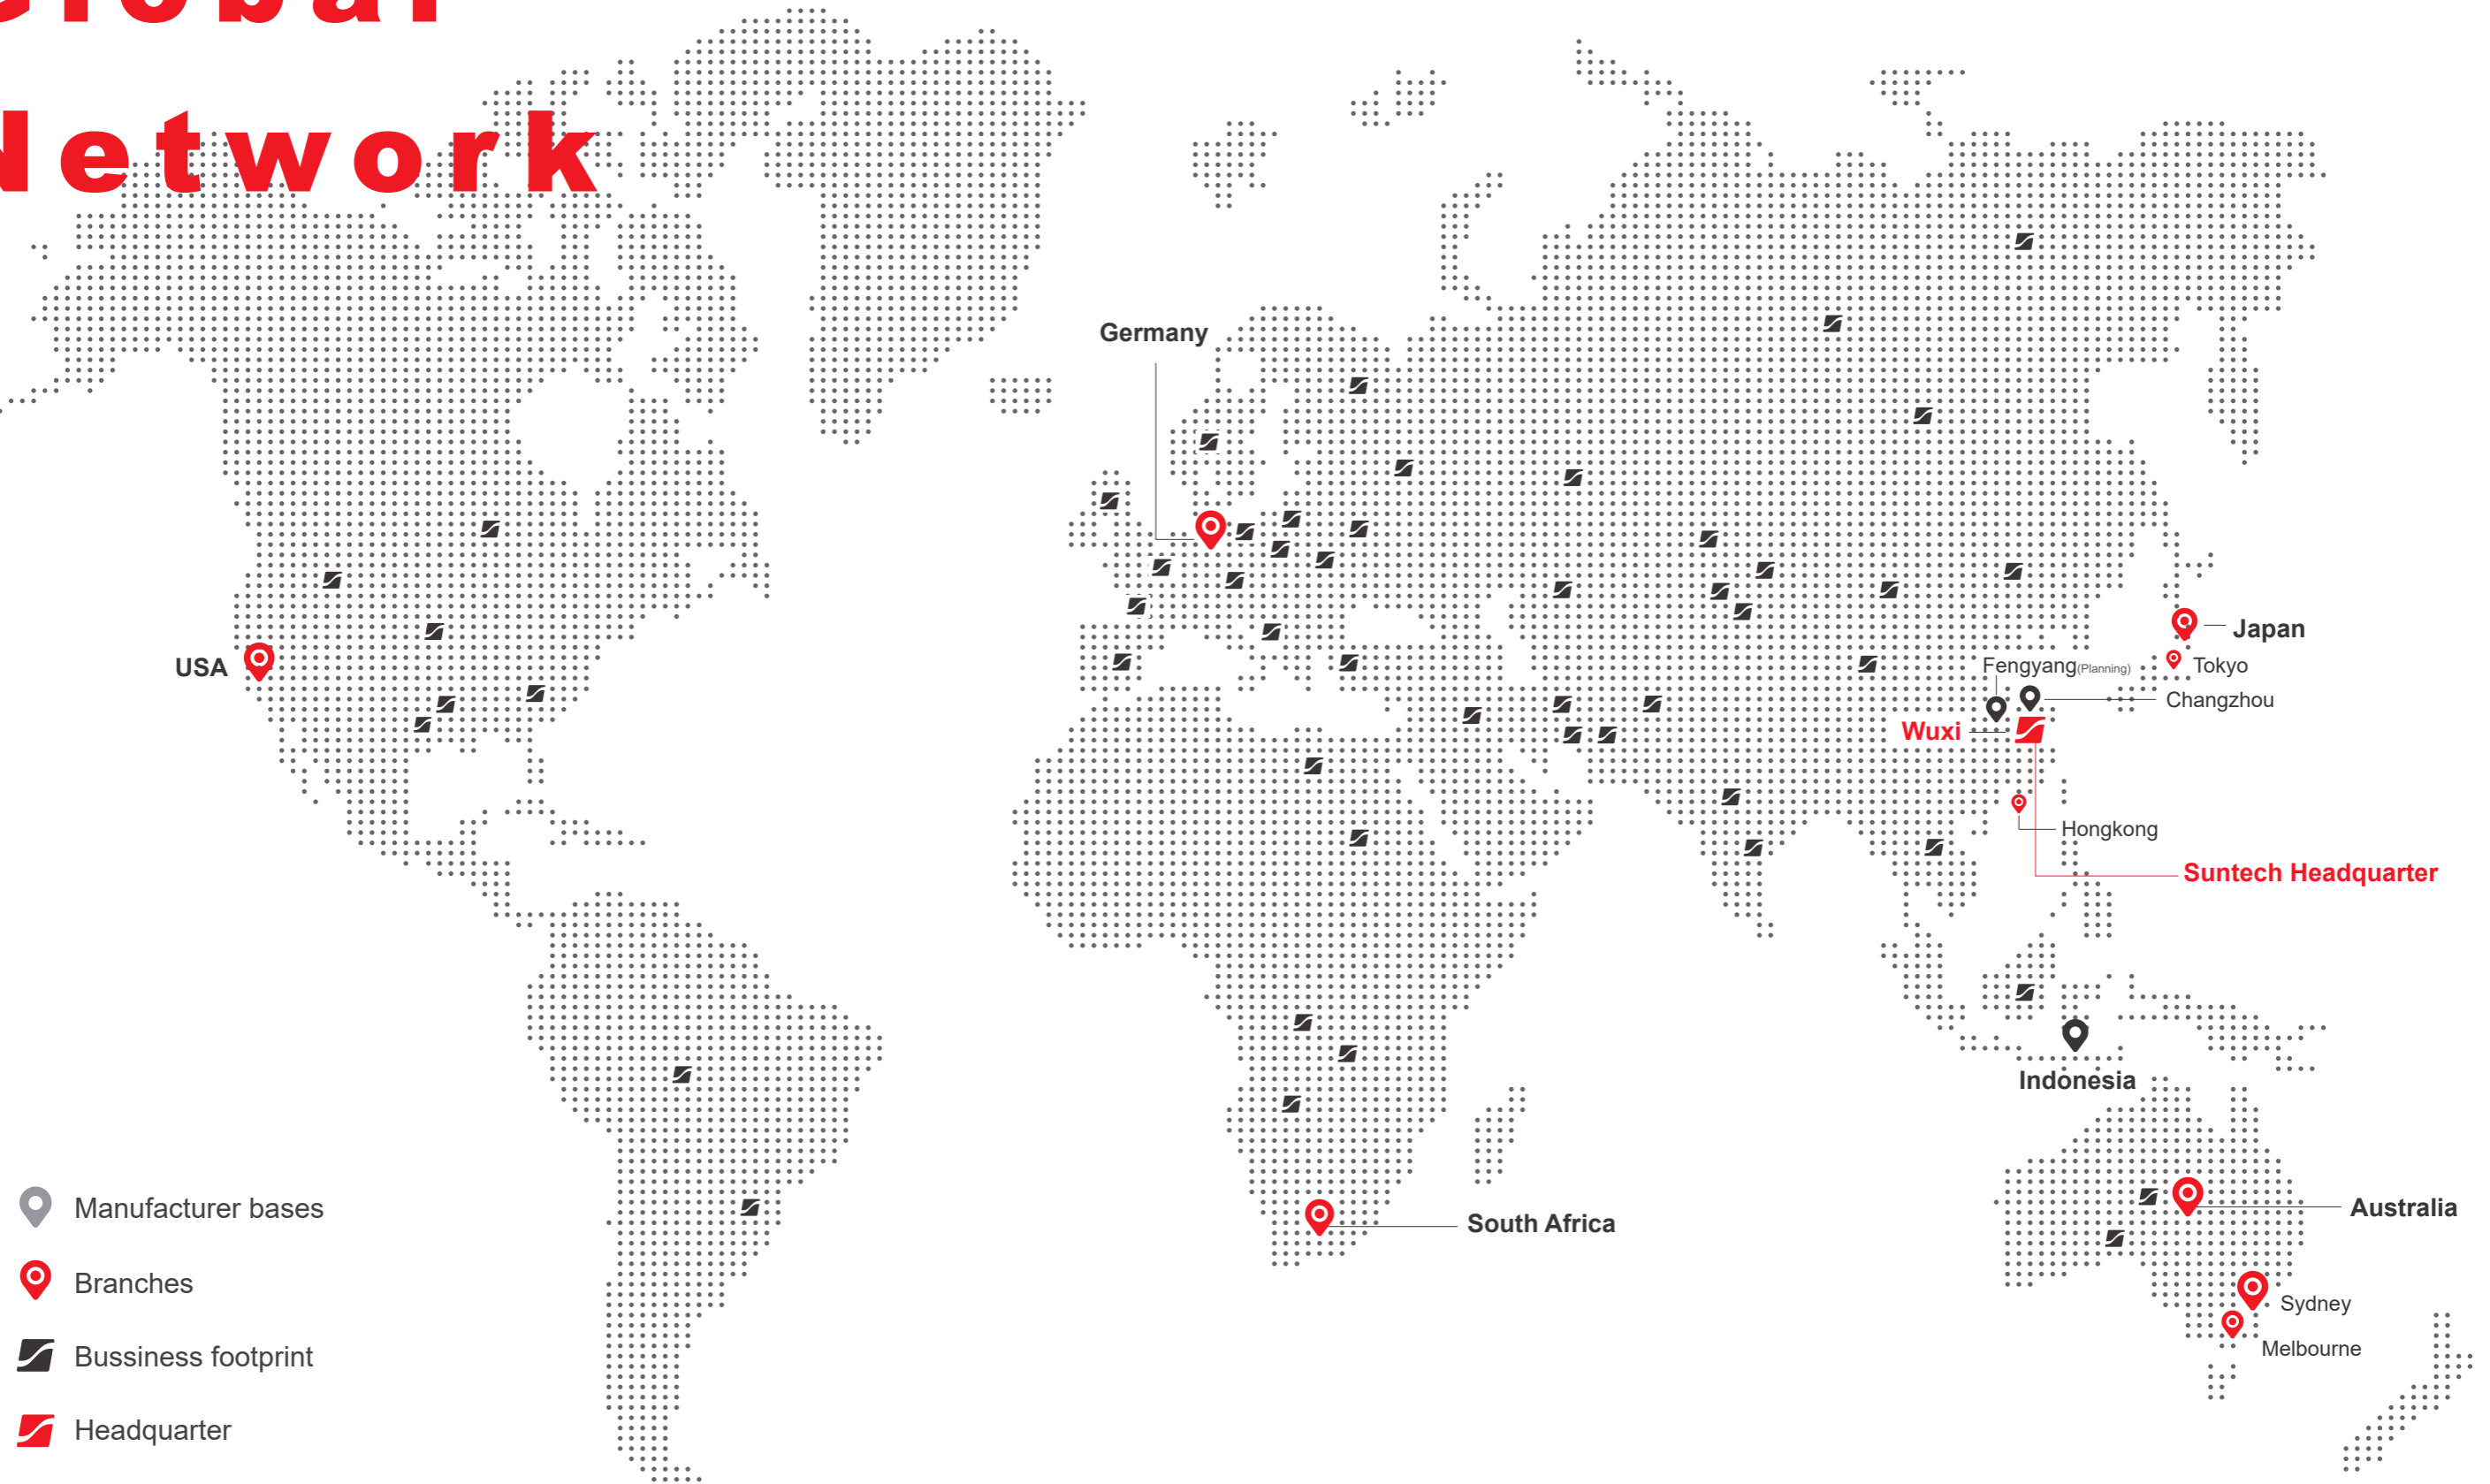 Global
Network
Germany
USA
Japan
Fengyang(Planning)
Tokyo
Changzhou
Wuxi
Hongkong
Suntech Headquarter
Indonesia
South Africa
Australia
Sydney
Melbourne
Manufacturer bases
Branches
Bussiness footprint
Headquarter